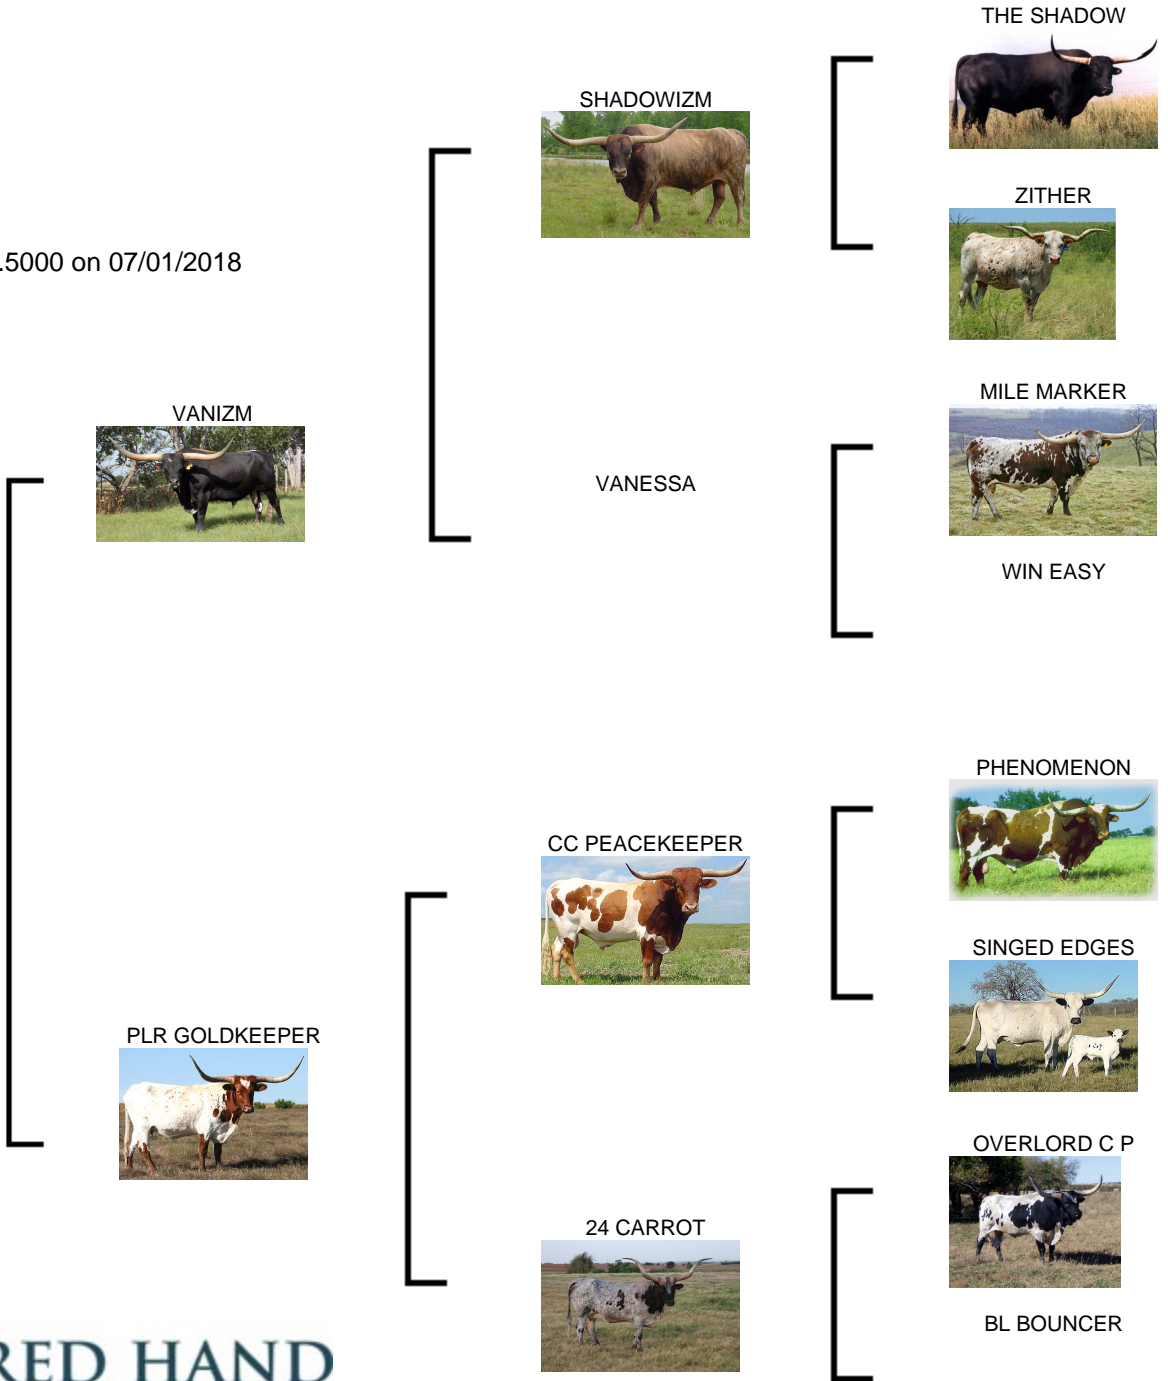 THE SHADOW
SHADOWIZM
ZITHER
.5000 on 07/01/2018
MILE MARKER
VANIZM
VANESSA
WIN EASY
PHENOMENON
CC PEACEKEEPER
SINGED EDGES
PLR GOLDKEEPER
OVERLORD C P
24 CARROT
BL BOUNCER
RED HAND